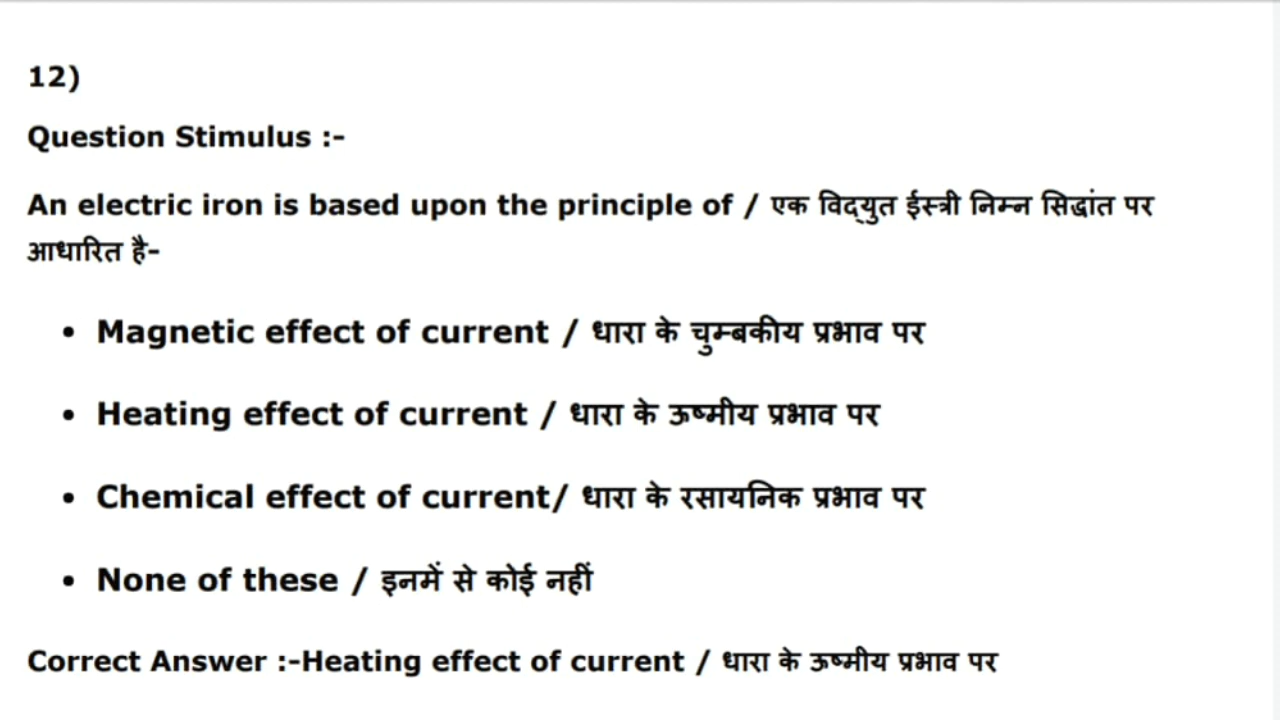 12)
Question Stimulus :-
An electric iron is based upon the principle of / एक विद्युत ईस्त्री निम्न सिद्धांत पर
आधारित है-
• Magnetic effect of current / धारा के चुम्बकीय प्रभाव पर
• Heating effect of current / धारा के ऊष्मीय प्रभाव पर
• Chemical effect of current/ धारा के रसायनिक प्रभाव पर
• None of these / इनमें से कोई नहीं
Correct Answer :-Heating effect of current / धारा के ऊष्मीय प्रभाव पर